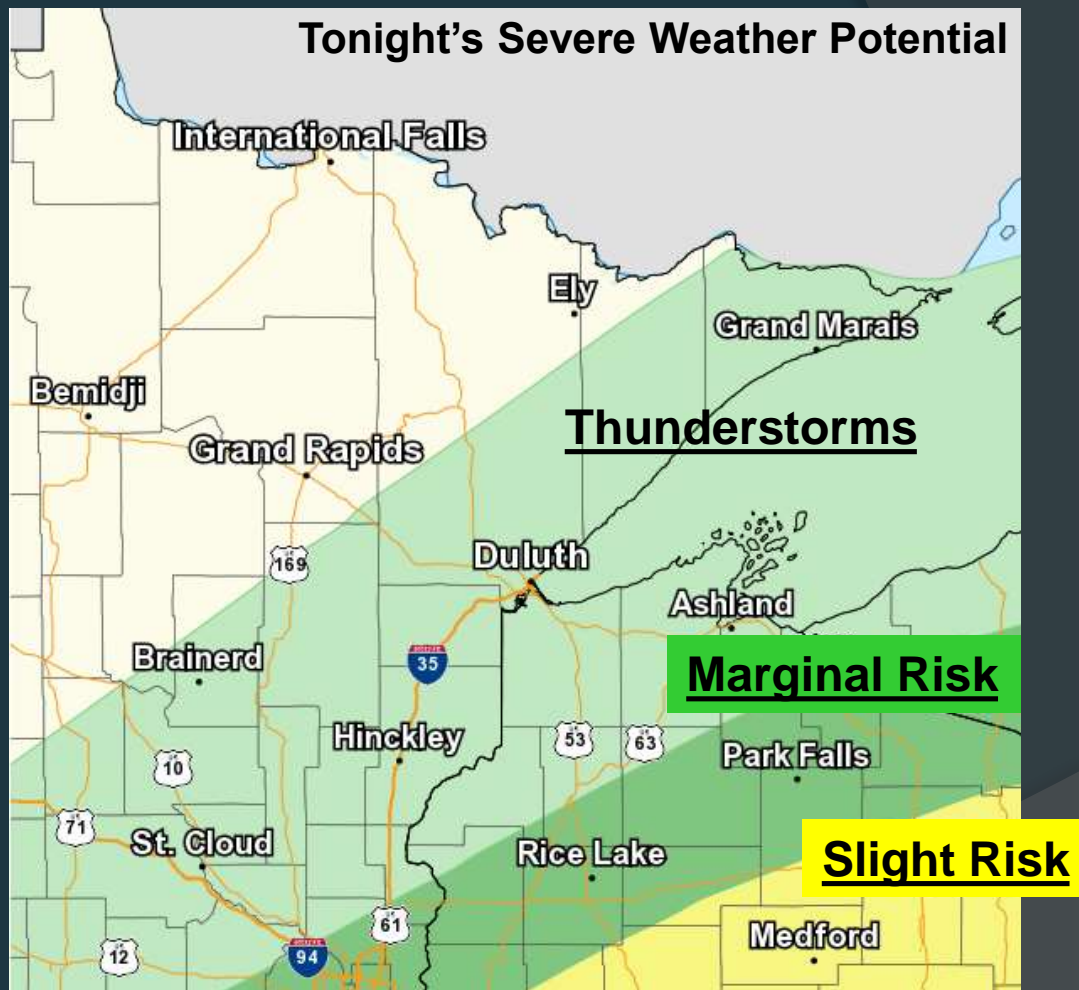 Tonight's Severe Weather Potential
International Falls
Ely
Grand Marais
Bemidji
Thunderstorms
Grand Rapids
Duluth
169
Ashland
Brainerd
35
Marginal Risk
Hinckley
53
63
Park Falls
10
71
St. Cloud
Rice Lake
Slight Risk
61
Medford
12
94